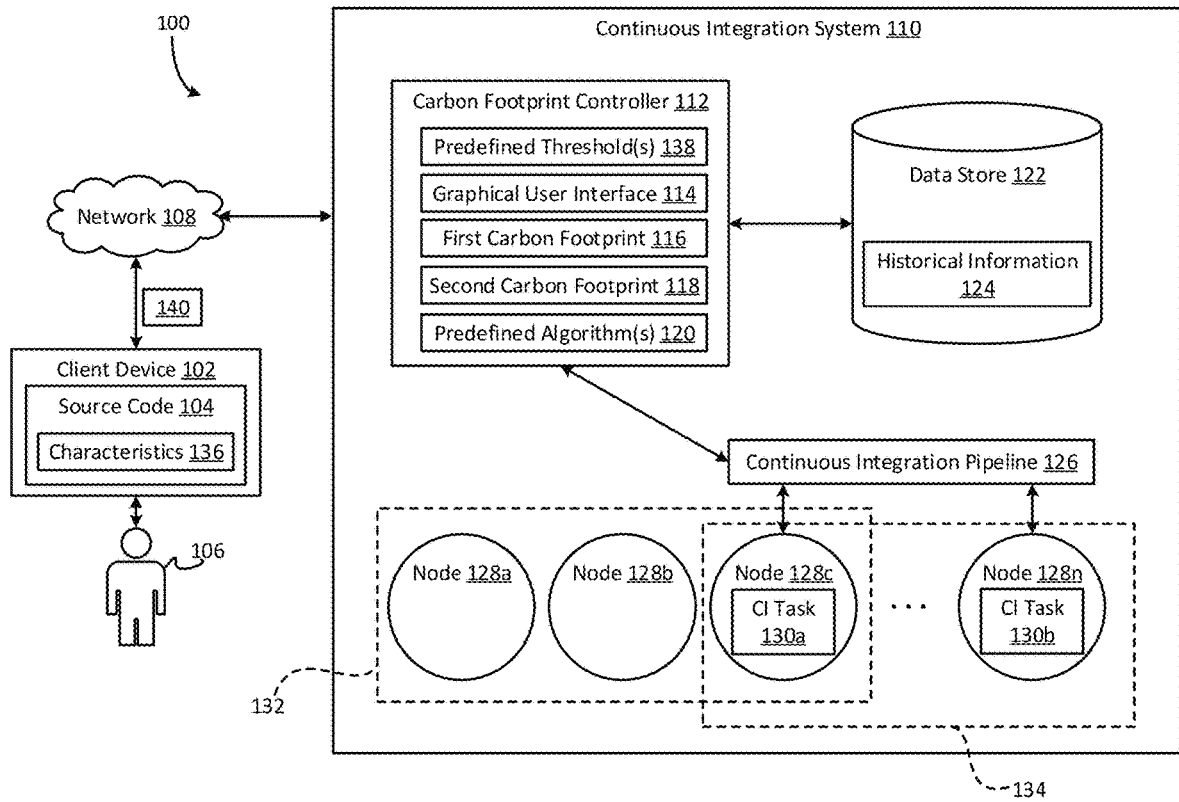 100
Continuous Integration System 110
Carbon Footprint Controller 112
Predefined Threshold(s) 138
Graphical User Interface 114
First Carbon Footprint 116
Second Carbon Footprint 118
Predefined Algorithm(s) 120
Data Store 122
Historical Information
124
Network 108
140
Client Device 102
Source Code 104
Characteristics 136
106
Continuous Integration Pipeline 126
Node 128a
Node 128b
Node 128c
CI Task
130a
. . .
Node 128n
CI Task
130b
132
134